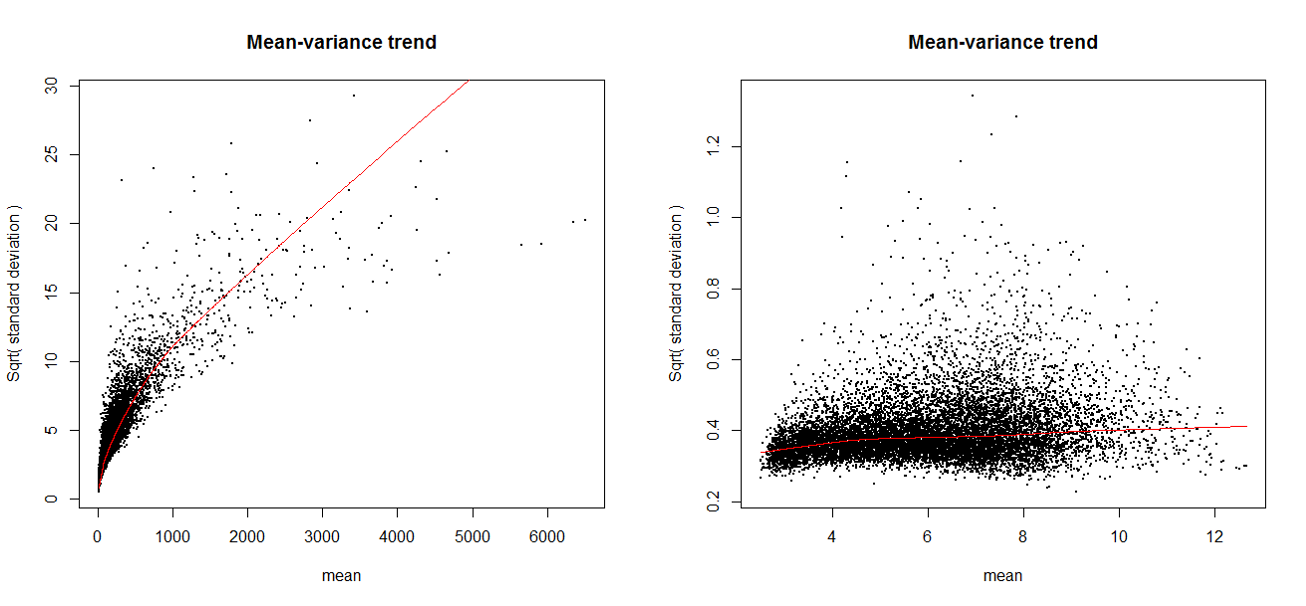 Mean-variance trend
Sqrt( standard deviation )
30
25
20
15
10
5
0
0 1000 2000 3000 4000 5000 6000
mean
Mean-variance trend
Sqrt( standard deviation )
1.2
1.0
0.8
0.6
0.4
0.2
4 6 8 10 12
mean